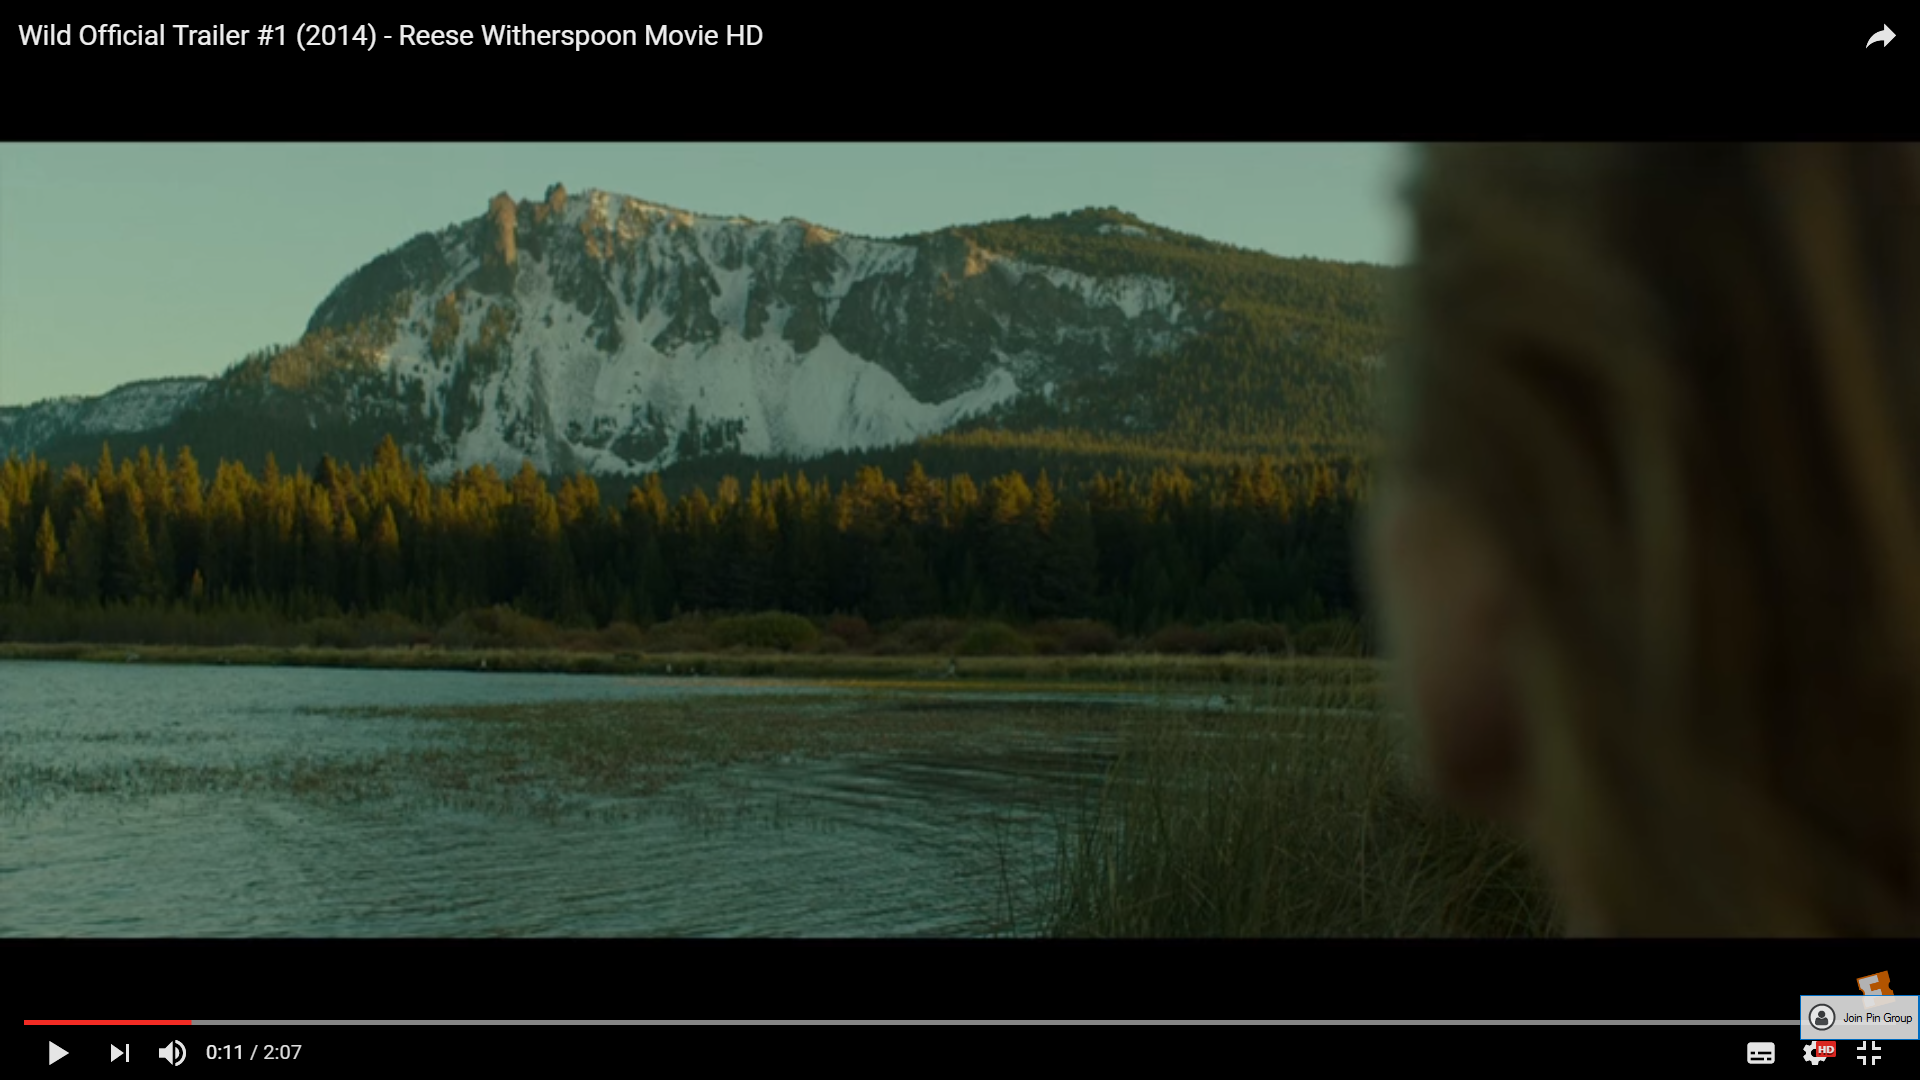 Wild Official Trailer #1 (2014) - Reese Witherspoon Movie HD
Join Pin Group
0:11 / 2:07
HD